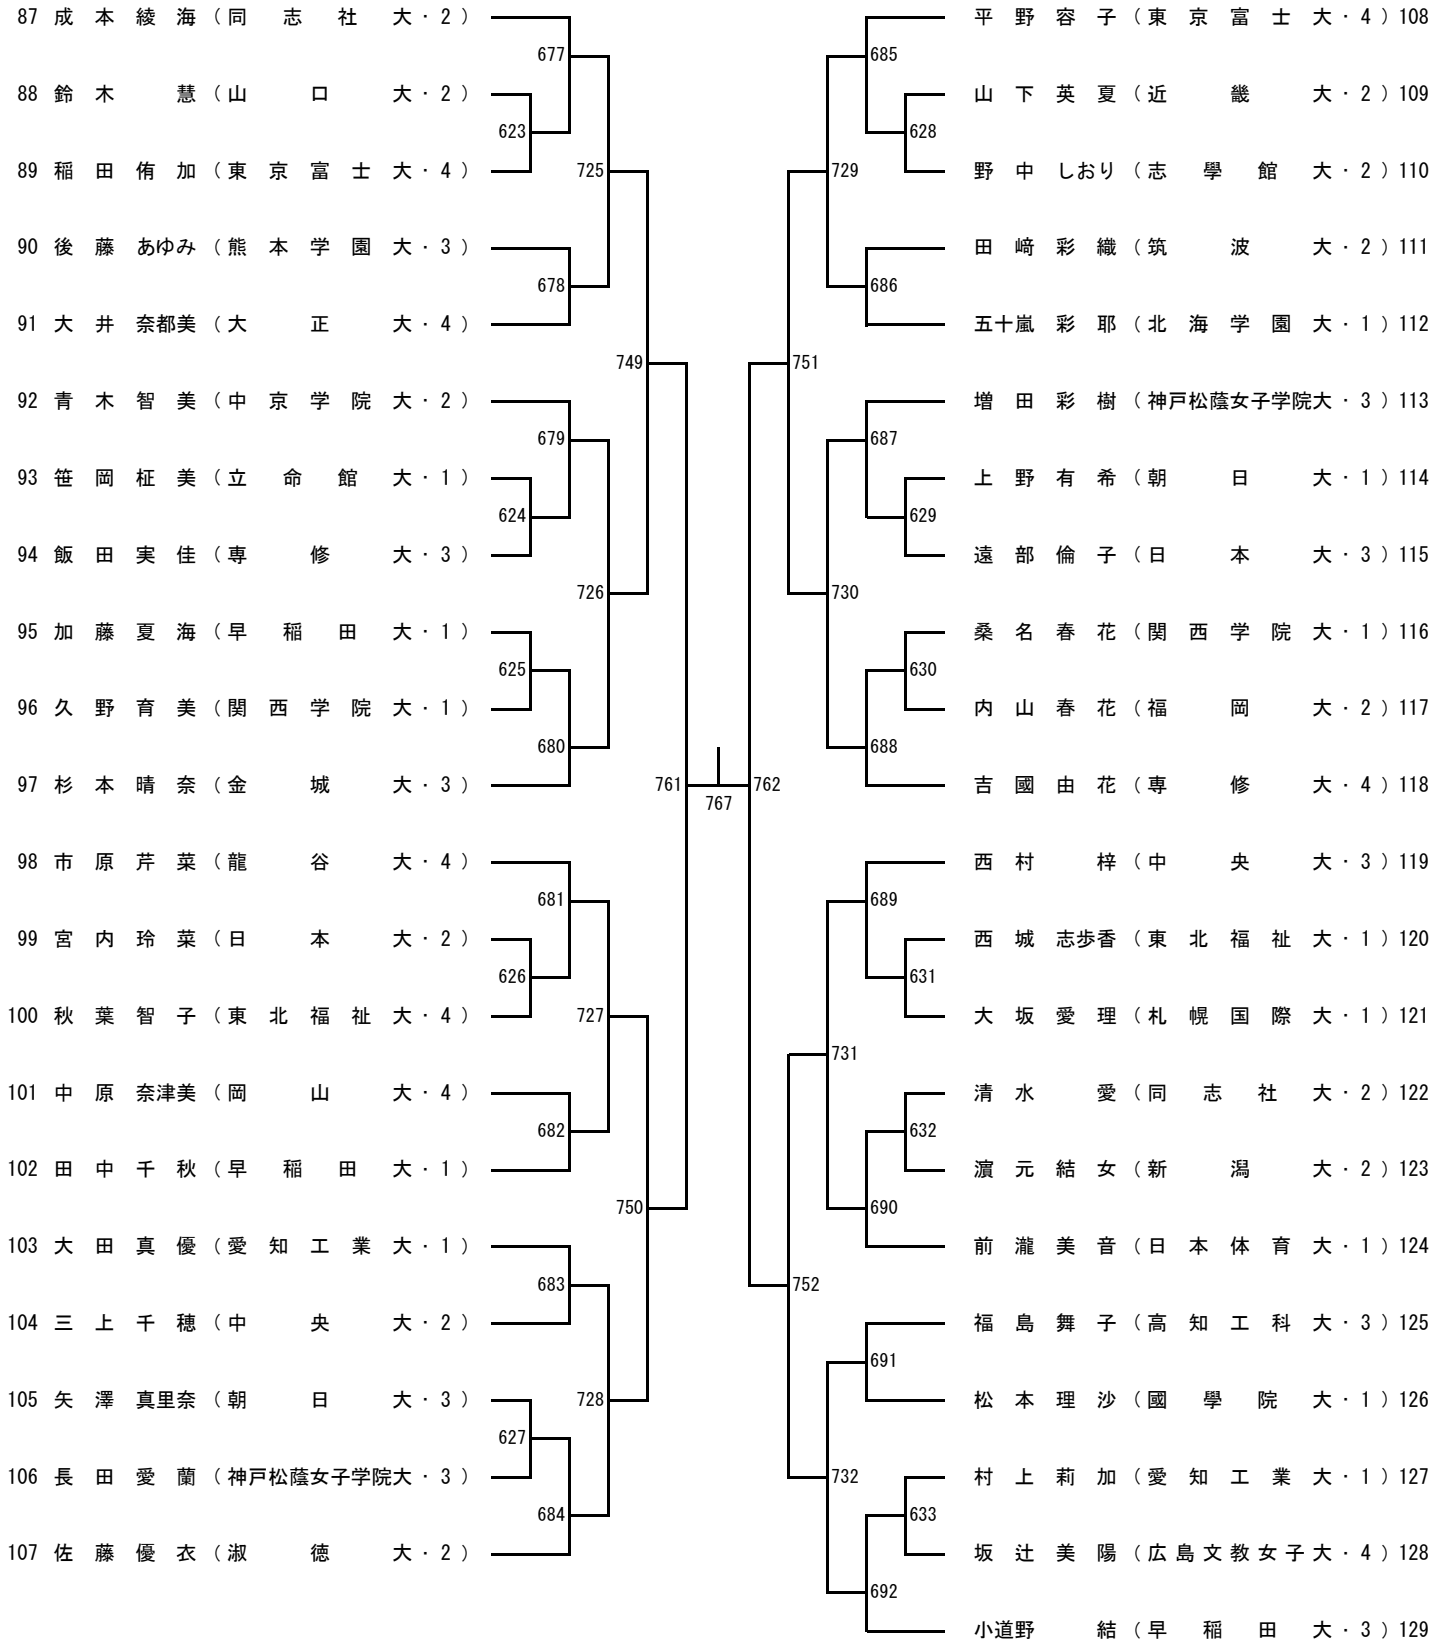 87 成本綾海（同志社大・2）
677
88 鈴木慧（山口大・2）
623
89 稲田侑加（東京富士大・4）
725
90 後藤あゆみ（熊本学園大・3）
678
91 大井奈都美（大正大・4）
749
92 青木智美（中京学院大・2）
679
93 笹岡柾美（立命館大・1）
624
94 飯田実佳（専修大・3）
726
95 加藤夏海（早稲田大・1）
625
96 久野育美（関西学院大・1）
680
97 杉本晴奈（金城大・3）
761
767
98 市原芹菜（龍谷大・4）
681
99 宮内玲菜（日本大・2）
626
100 秋葉智子（東北福祉大・4）
727
101 中原奈津美（岡山大・4）
682
102 田中千秋（早稲田大・1）
750
103 大田真優（愛知工業大・1）
683
104 三上千穂（中央大・2）
105 矢澤真里奈（朝日大・3）
728
627
106 長田愛蘭（神戸松蔭女子学院大・3）
684
107 佐藤優衣（淑徳大・2）
平野容子（東京富士大・4）108
685
山下英夏（近畿大・2）109
628
野中しおり（志學館大・2）110
729
田﨑彩織（筑波大・2）111
686
五十嵐彩耶（北海学園大・1）112
751
増田彩樹（神戸松蔭女子学院大・3）113
687
上野有希（朝日大・1）114
629
遠部倫子（日本大・3）115
730
桑名春花（関西学院大・1）116
630
内山春花（福岡大・2）117
688
吉國由花（専修大・4）118
762
西村梓（中央大・3）119
689
西城志歩香（東北福祉大・1）120
631
大坂愛理（札幌国際大・1）121
731
清水愛（同志社大・2）122
632
濵元結女（新潟大・2）123
690
前瀧美音（日本体育大・1）124
752
福島舞子（高知工科大・3）125
691
松本理沙（國學院大・1）126
村上莉加（愛知工業大・1）127
732
633
坂辻美陽（広島文教女子大・4）128
692
小道野結（早稲田大・3）129